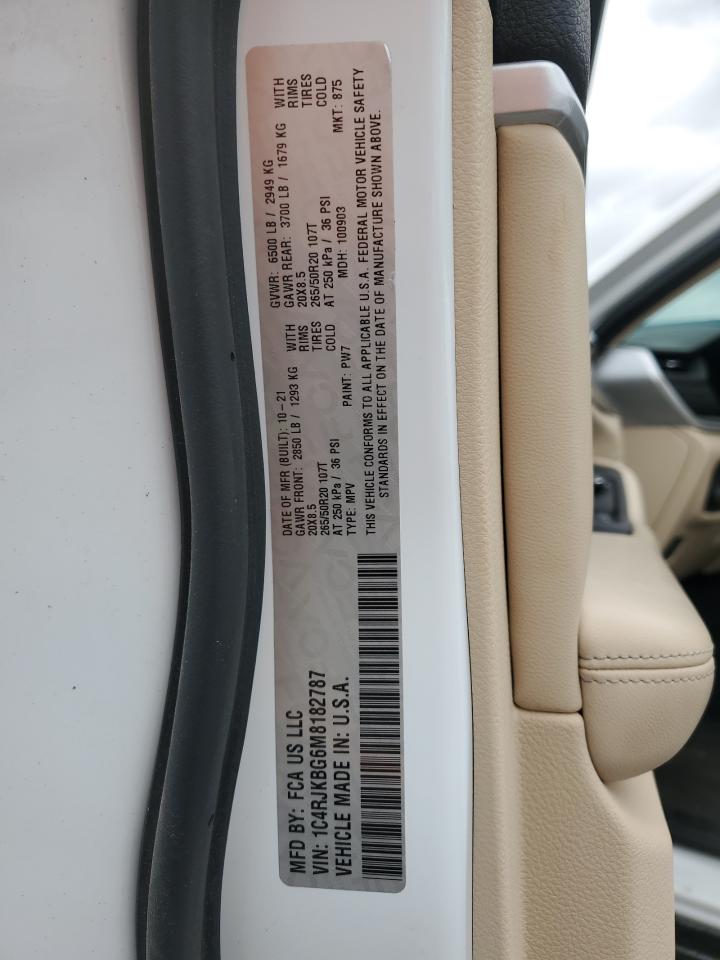 MFD BY: FCA US LLC
VIN: 1C4RJKBG6M8182787
VEHICLE MADE IN: U.S.A.
DATE OF MFR (BUILT): 10-21
GAWR FRONT: 2850 LB / 1293 KG WITH
20X8.5 RIMS
265/50R20 107T TIRES
AT 250 kPa / 36 PSI COLD
TYPE: MPV PAINT: PW7
GVWR: 6500 LB / 2949 KG
GAWR REAR: 3700 LB / 1679 KG WITH
20X8.5 RIMS
265/50R20 107T TIRES
AT 250 kPa / 36 PSI COLD
MDH: 100903 MKT: 875
THIS VEHICLE CONFORMS TO ALL APPLICABLE U.S.A. FEDERAL MOTOR VEHICLE SAFETY
STANDARDS IN EFFECT ON THE DATE OF MANUFACTURE SHOWN ABOVE.